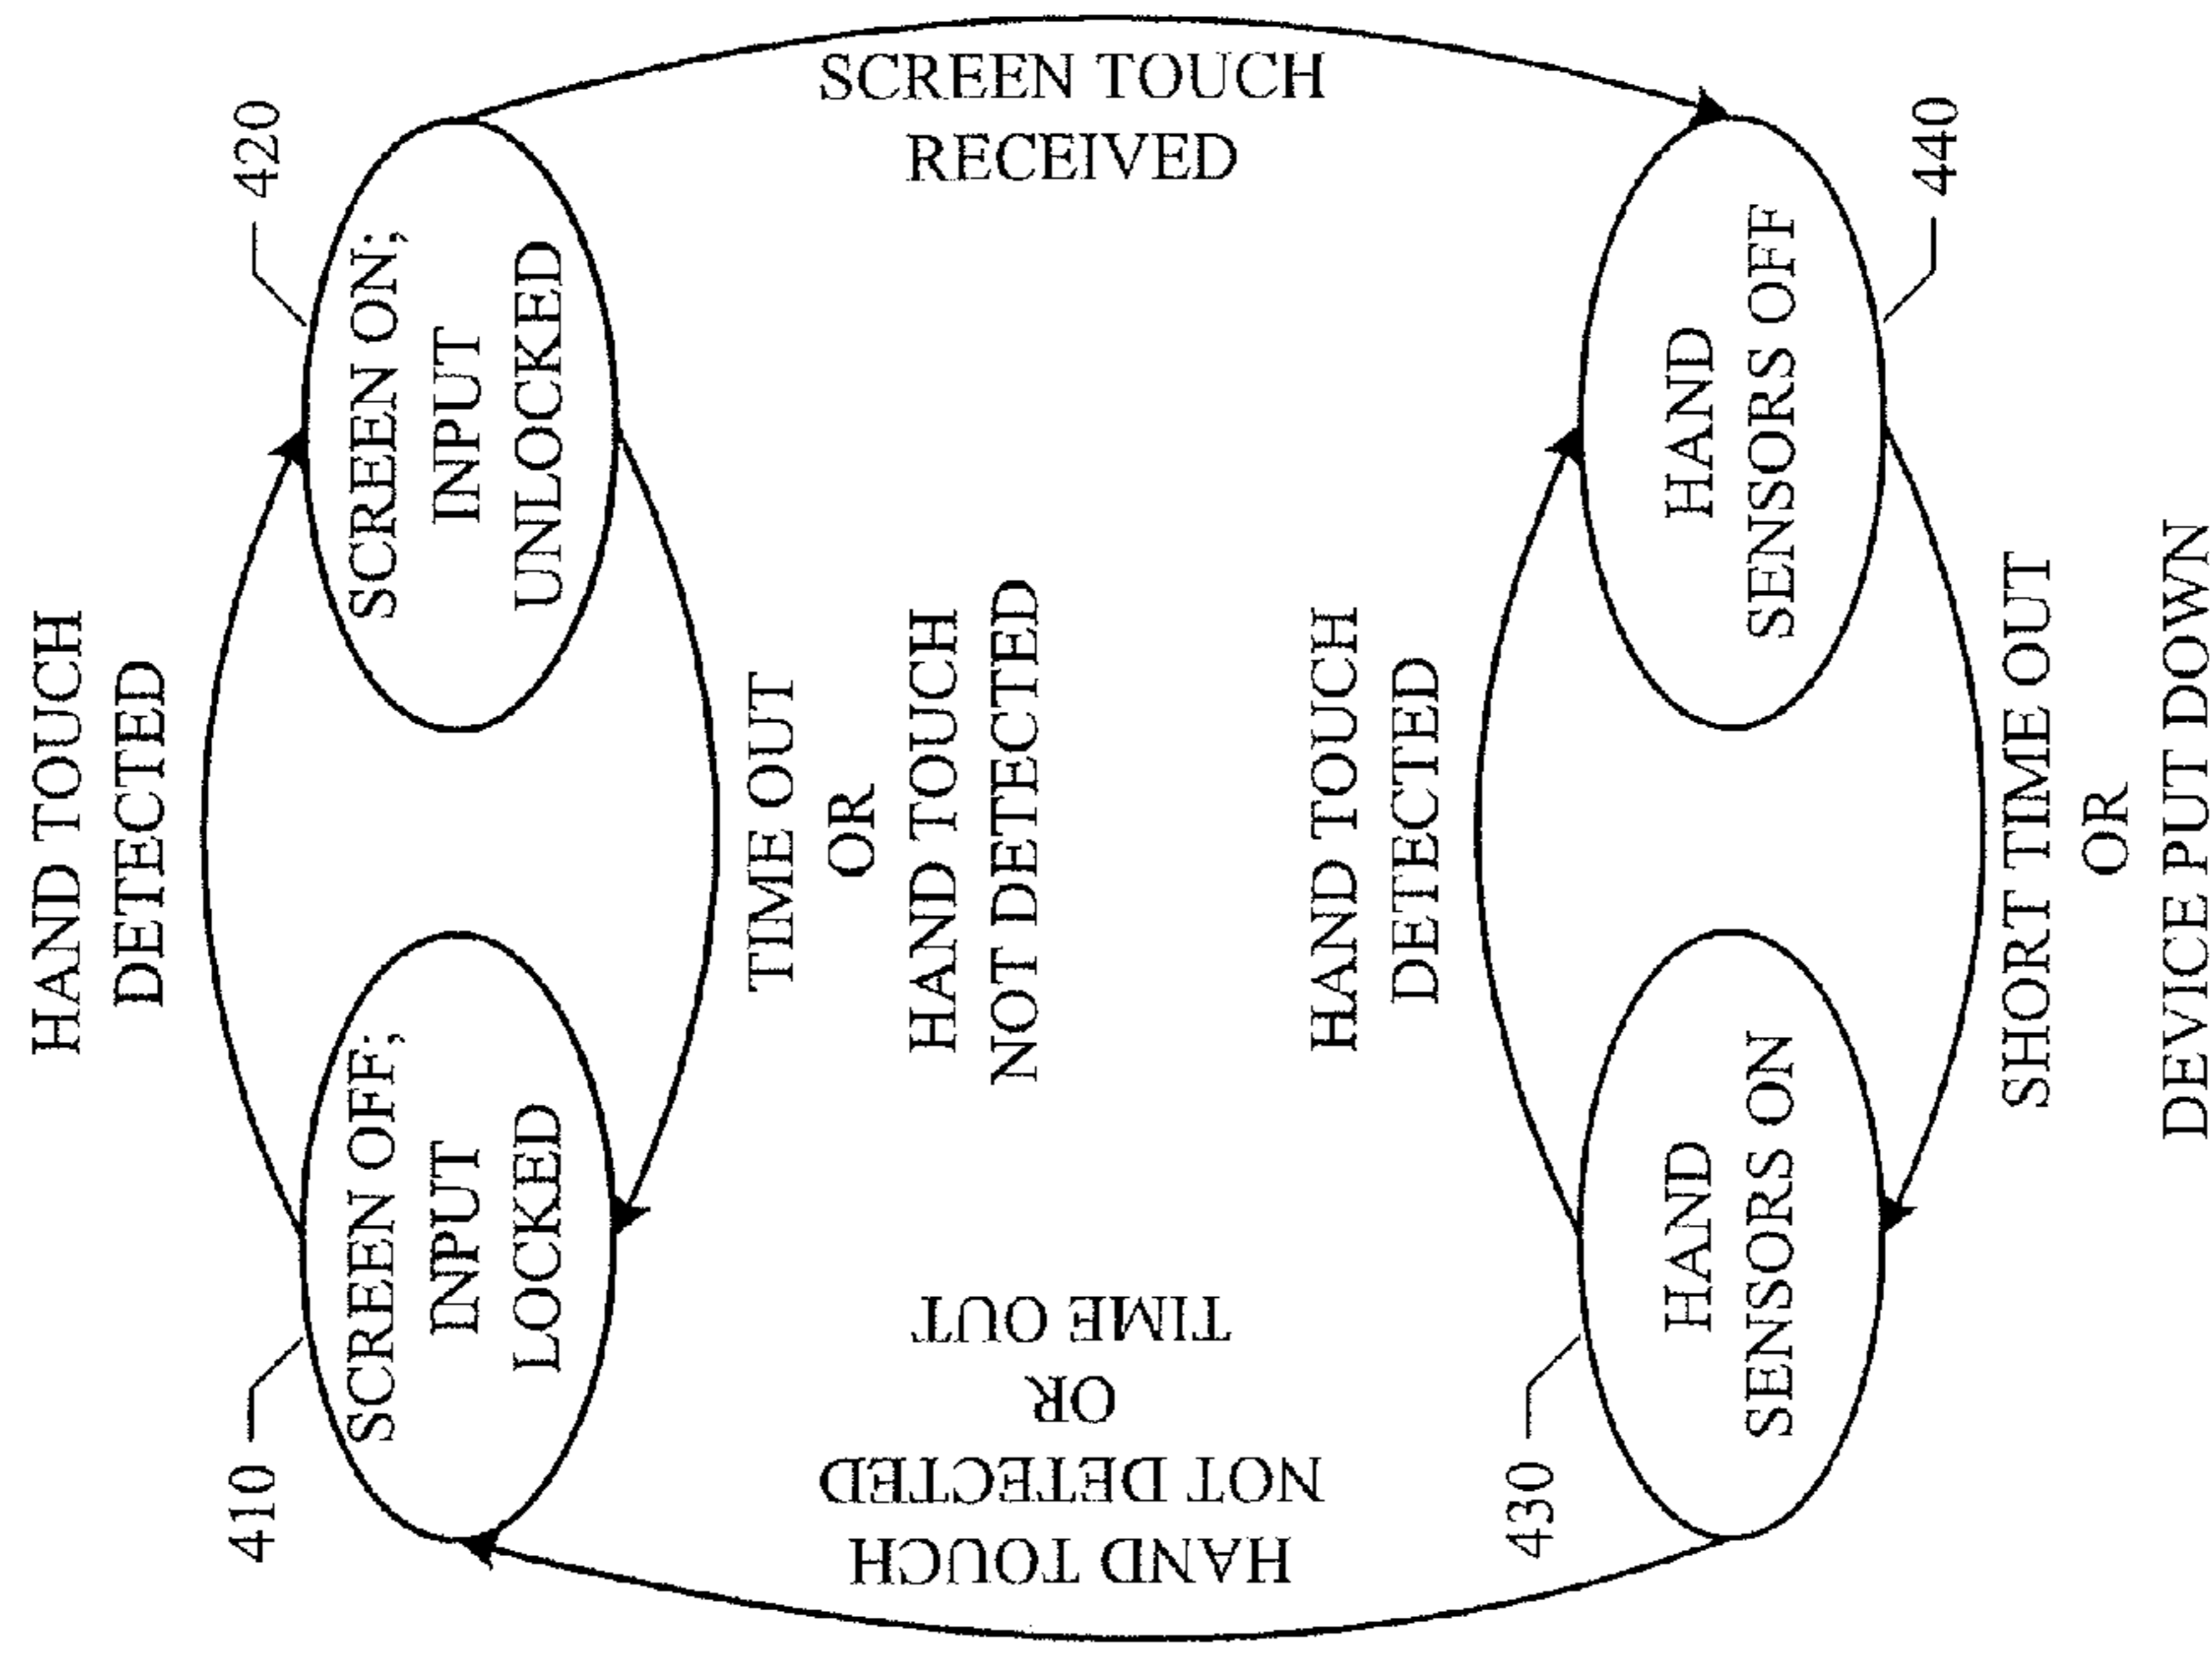 HAND TOUCH
DETECTED
410
SCREEN OFF;
INPUT
LOCKED
420
SCREEN ON;
INPUT
UNLOCKED
TIME OUT
OR
HAND TOUCH
NOT DETECTED
HAND TOUCH
NOT DETECTED
OR
TIME OUT
SCREEN TOUCH
RECEIVED
HAND TOUCH
DETECTED
430
HAND
SENSORS ON
HAND
SENSORS OFF
440
SHORT TIME OUT
OR
DEVICE PUT DOWN